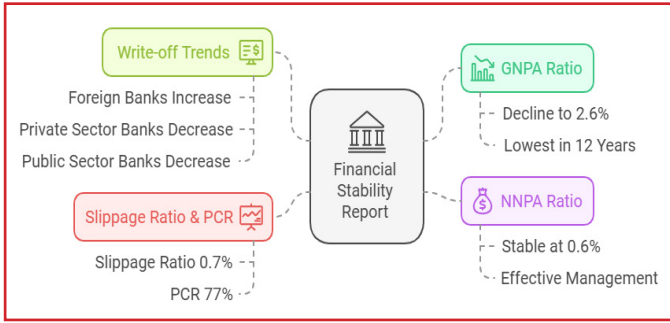 Write-off Trends
Foreign Banks Increase
Private Sector Banks Decrease
Public Sector Banks Decrease
Slippage Ratio & PCR
Slippage Ratio 0.7%
PCR 77%
Financial
Stability
Report
GNPA Ratio
Decline to 2.6%
Lowest in 12 Years
NNPA Ratio
Stable at 0.6%
Effective Management